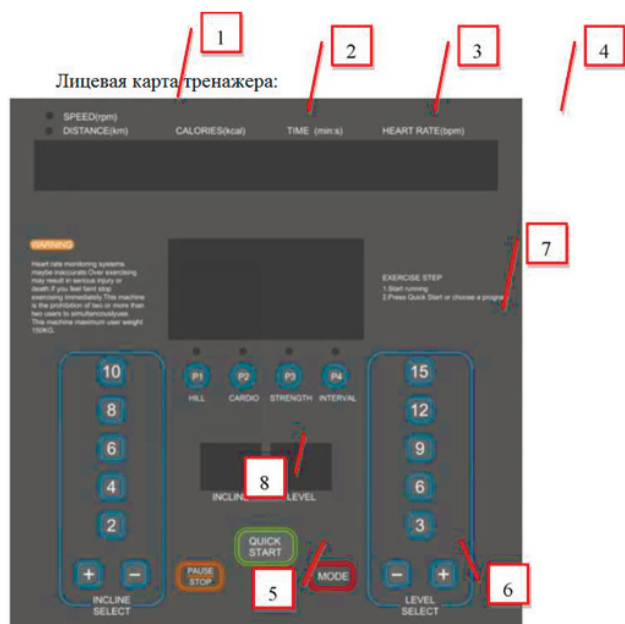 1
2
3
4
Лицевая карта тренажера:
SPEED(rpm)
DISTANCE(km) CALORIES(kcal) TIME (min:s) HEART RATE(bpm)
7
WARNING
Heart rate monitoring systems
maybe inaccurate.Over exercising
may result in serious injury or
death.if you feel faint stop
exercising immediately.This machine
is the prohibition of two or more than
two users to simultaneouslyuse.
This machine maximum user weight
150KG.
EXERCISE STEP
1.Start running
2.Press Quick Start or choose a progra
10
8
6
4
2
+ −
INCLINE
SELECT
P1 P2 P3 P4
HILL CARDIO STRENGTH INTERVAL
8
INCLINE LEVEL
QUICK
START
PAUSE
STOP
5
MODE
15
12
9
6
3
− +
6
LEVEL
SELECT